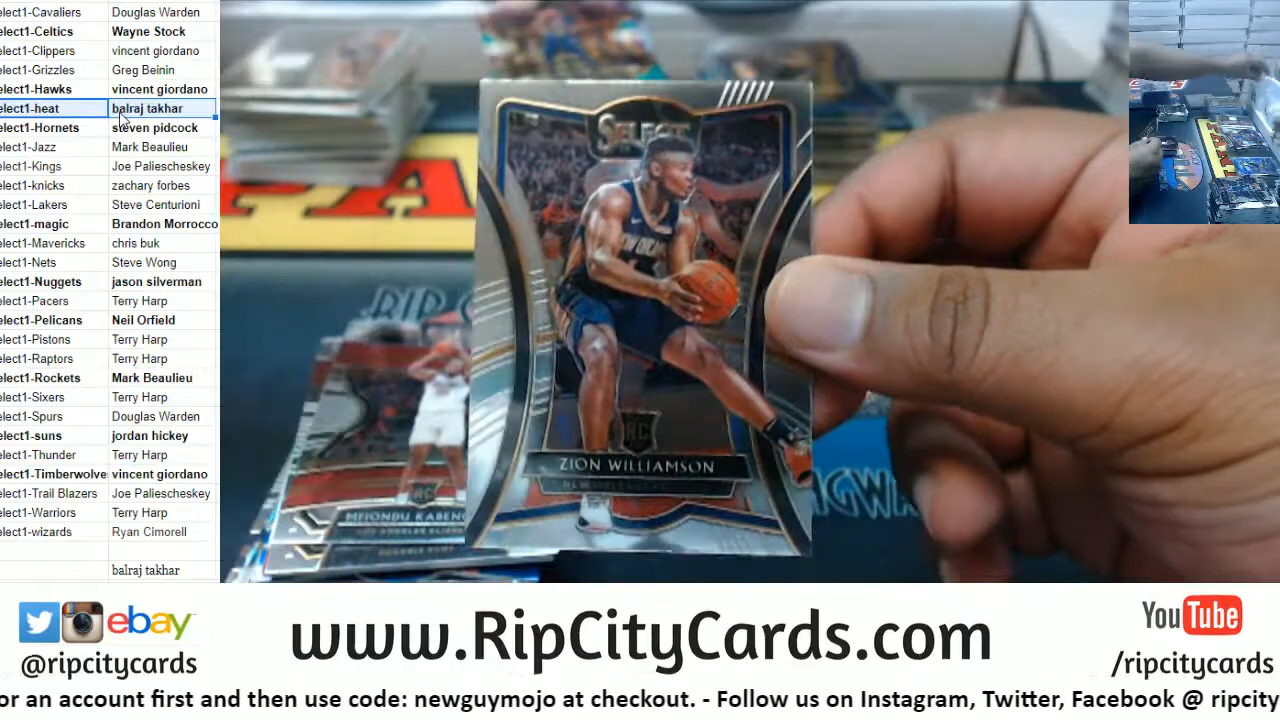 elect1-Cavaliers Douglas Warden
elect1-Celtics Wayne Stock
elect1-Clippers vincent giordano
elect1-Grizzles Greg Beinin
elect1-Hawks vincent giordano
elect1-heat balraj takhar
elect1-Hornets steven pidcock
elect1-Jazz Mark Beaulieu
elect1-Kings Joe Paliescheskey
elect1-knicks zachary forbes
elect1-Lakers Steve Centurioni
elect1-magic Brandon Morrocco
elect1-Mavericks chris buk
elect1-Nets Steve Wong
elect1-Nuggets jason silverman
elect1-Pacers Terry Harp
elect1-Pelicans Neil Orfield
elect1-Pistons Terry Harp
elect1-Raptors Terry Harp
elect1-Rockets Mark Beaulieu
elect1-Sixers Terry Harp
elect1-Spurs Douglas Warden
elect1-suns jordan hickey
elect1-Thunder Terry Harp
elect1-Timberwolve vincent giordano
elect1-Trail Blazers Joe Paliescheskey
elect1-Warriors Terry Harp
elect1-wizards Ryan Cimorell
balraj takhar
SELECT
RC
ZION WILLIAMSON
RIP
RC
MFIONDU KABENG
ebay
@ripcitycards
www.RipCityCards.com
YouTube
/ripcitycards
or an account first and then use code: newguymojo at checkout. - Follow us on Instagram, Twitter, Facebook @ ripcity